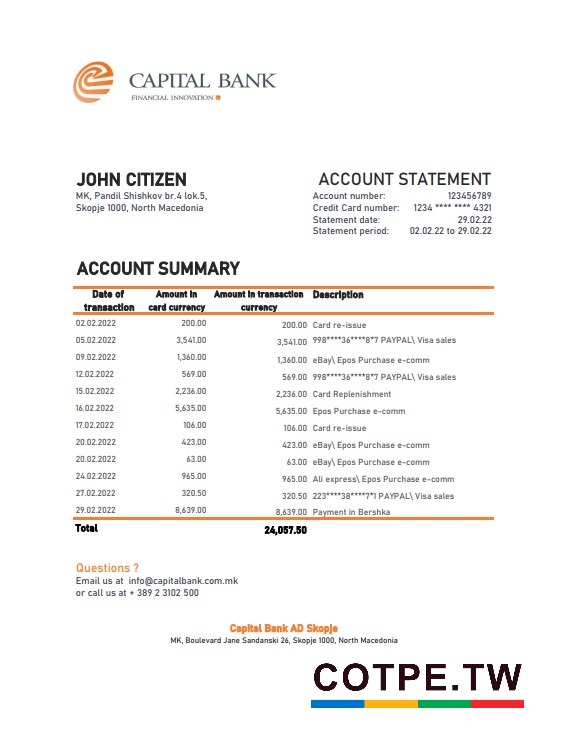 CAPITAL BANK
FINANCIAL INNOVATION
JOHN CITIZEN
MK, Pandil Shishkov br.4 lok.5,
Skopje 1000, North Macedonia
ACCOUNT STATEMENT
Account number: 123456789
Credit Card number: 1234 **** **** 4321
Statement date: 29.02.22
Statement period: 02.02.22 to 29.02.22
ACCOUNT SUMMARY
Date of transaction Amount in card currency Amount in transaction currency Description
02.02.2022 200.00 200.00 Card re-issue
05.02.2022 3,541.00 3,541.00 998****36****8*7 PAYPAL\ Visa sales
09.02.2022 1,360.00 1,360.00 eBay\ Epos Purchase e-comm
12.02.2022 569.00 569.00 998****36****8*7 PAYPAL\ Visa sales
15.02.2022 2,236.00 2,236.00 Card Replenishment
16.02.2022 5,635.00 5,635.00 Epos Purchase e-comm
17.02.2022 106.00 106.00 Card re-issue
20.02.2022 423.00 423.00 eBay\ Epos Purchase e-comm
20.02.2022 63.00 63.00 eBay\ Epos Purchase e-comm
24.02.2022 965.00 965.00 Ali express\ Epos Purchase e-comm
27.02.2022 320.50 320.50 223****38****7*1 PAYPAL\ Visa sales
29.02.2022 8,639.00 8,639.00 Payment in Bershka
Total 24,057.50
Questions ?
Email us at info@capitalbank.com.mk
or call us at + 389 2 3102 500
Capital Bank AD Skopje
MK, Boulevard Jane Sandanski 26, Skopje 1000, North Macedonia
COTPE.TW